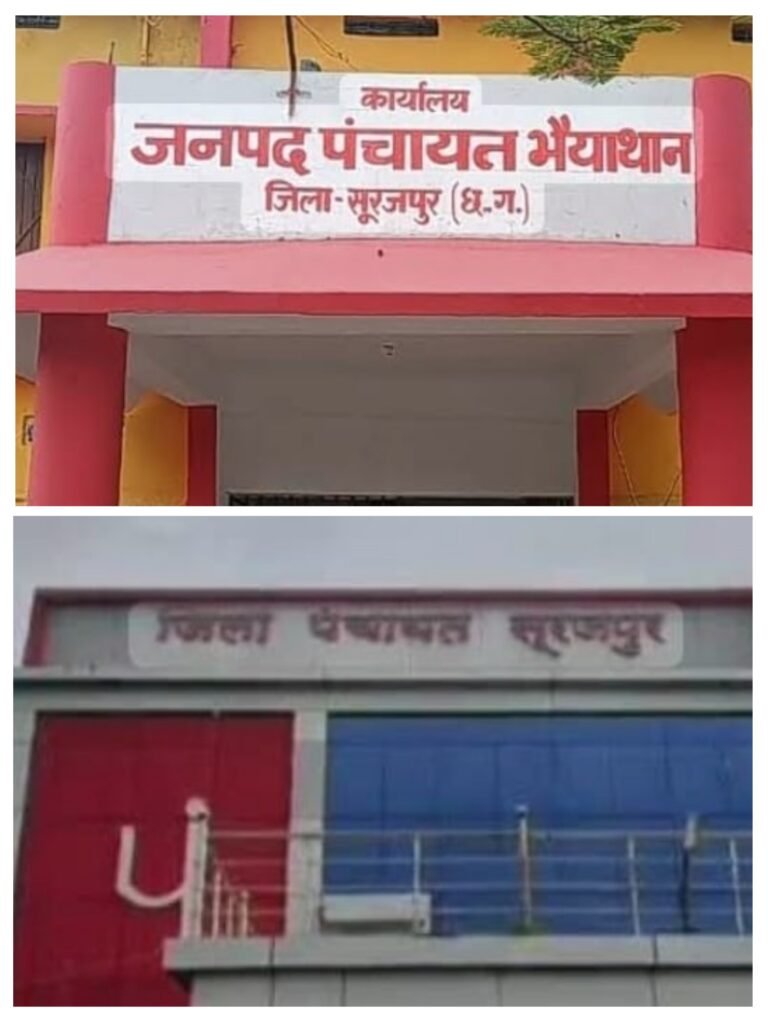 कार्यालय
जनपद पंचायत भैयाथान
जिला-सूरजपुर (छ.ग.)
जिला पंचायत सूरजपुर